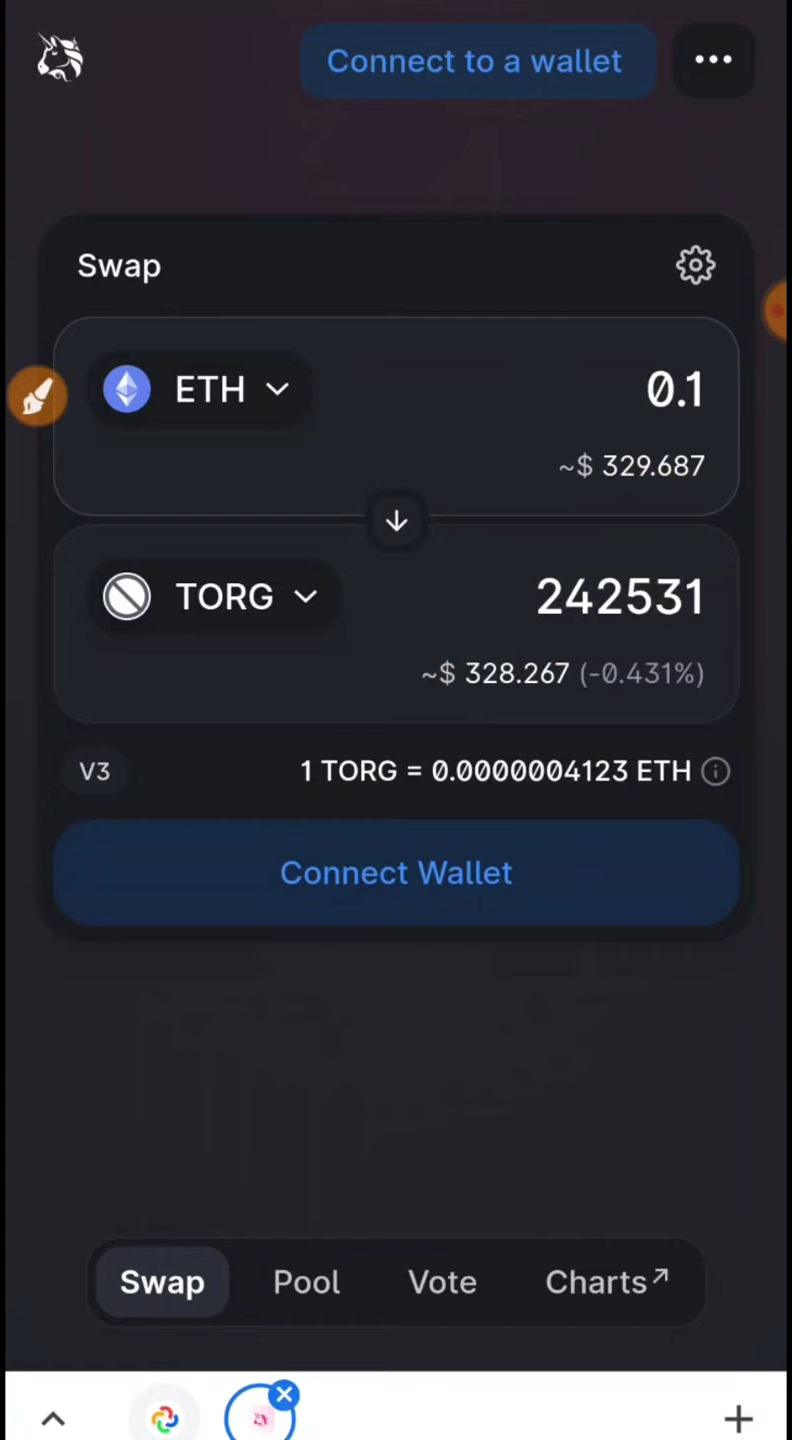 Connect to a wallet
Swap
ETH 0.1
~$ 329.687
TORG 242531
~$ 328.267 (-0.431%)
V3 1 TORG = 0.0000004123 ETH
Connect Wallet
Swap Pool Vote Charts↗